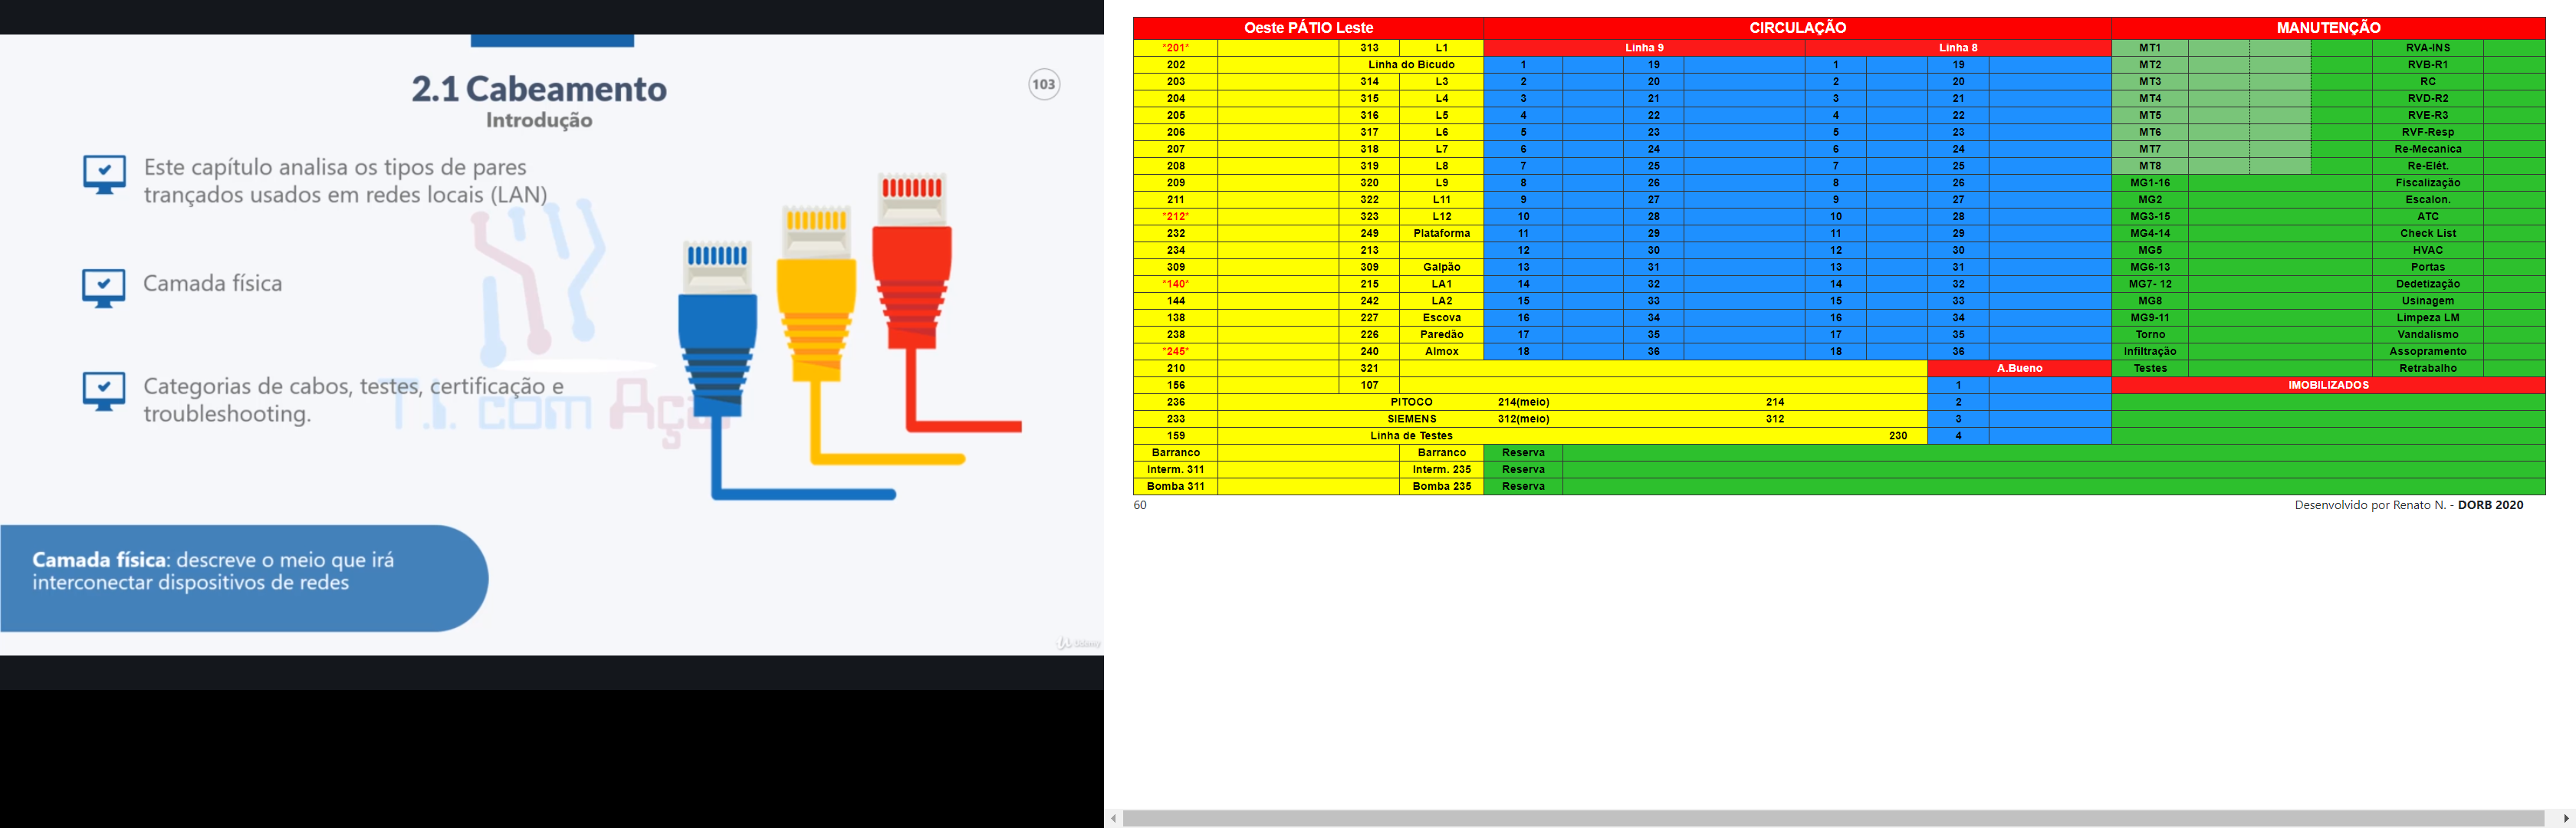 2.1 Cabeamento
103
Introdução
Este capítulo analisa os tipos de pares
trançados usados em redes locais (LAN)
Camada física
Categorias de cabos, testes, certificação e
troubleshooting.
T.I. com Ação
Camada física: descreve o meio que irá
interconectar dispositivos de redes
Udemy
Oeste PÁTIO Leste CIRCULAÇÃO MANUTENÇÃO
*201* 313 L1 Linha 9 Linha 8 MT1 RVA-INS
202 Linha do Bicudo 1 19 1 19 MT2 RVB-R1
203 314 L3 2 20 2 20 MT3 RC
204 315 L4 3 21 3 21 MT4 RVD-R2
205 316 L5 4 22 4 22 MT5 RVE-R3
206 317 L6 5 23 5 23 MT6 RVF-Resp
207 318 L7 6 24 6 24 MT7 Re-Mecanica
208 319 L8 7 25 7 25 MT8 Re-Elét.
209 320 L9 8 26 8 26 MG1-16 Fiscalização
211 322 L11 9 27 9 27 MG2 Escalon.
*212* 323 L12 10 28 10 28 MG3-15 ATC
232 249 Plataforma 11 29 11 29 MG4-14 Check List
234 213 12 30 12 30 MG5 HVAC
309 309 Galpão 13 31 13 31 MG6-13 Portas
*140* 215 LA1 14 32 14 32 MG7- 12 Dedetização
144 242 LA2 15 33 15 33 MG8 Usinagem
138 227 Escova 16 34 16 34 MG9-11 Limpeza LM
238 226 Paredão 17 35 17 35 Torno Vandalismo
*245* 240 Almox 18 36 18 36 Infiltração Assopramento
210 321 A.Bueno Testes Retrabalho
156 107 1 IMOBILIZADOS
236 PITOCO 214(meio) 214 2
233 SIEMENS 312(meio) 312 3
159 Linha de Testes 230 4
Barranco Barranco Reserva
Interm. 311 Interm. 235 Reserva
Bomba 311 Bomba 235 Reserva
60 Desenvolvido por Renato N. - DORB 2020